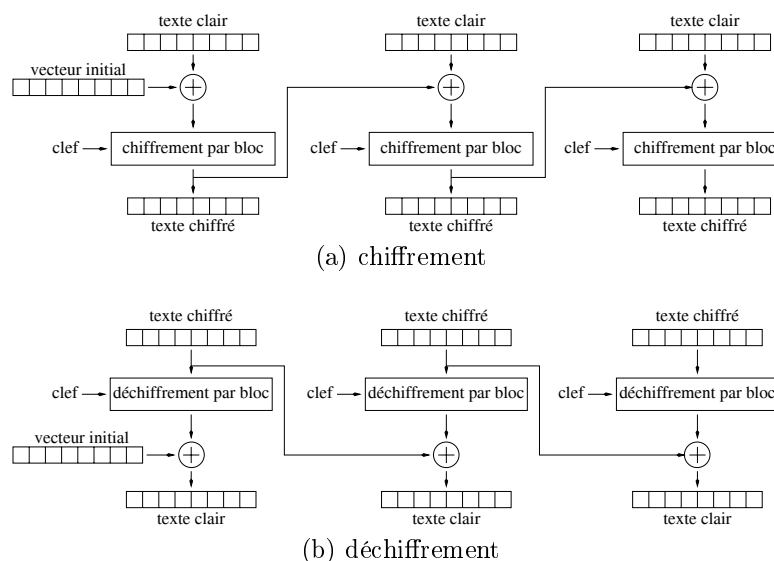 texte clair texte clair texte clair
vecteur initial
clef chiffrement par bloc clef chiffrement par bloc clef chiffrement par bloc
texte chiffré texte chiffré texte chiffré
(a) chiffrement
texte chiffré texte chiffré texte chiffré
clef déchiffrement par bloc clef déchiffrement par bloc clef déchiffrement par bloc
vecteur initial
texte clair texte clair texte clair
(b) déchiffrement